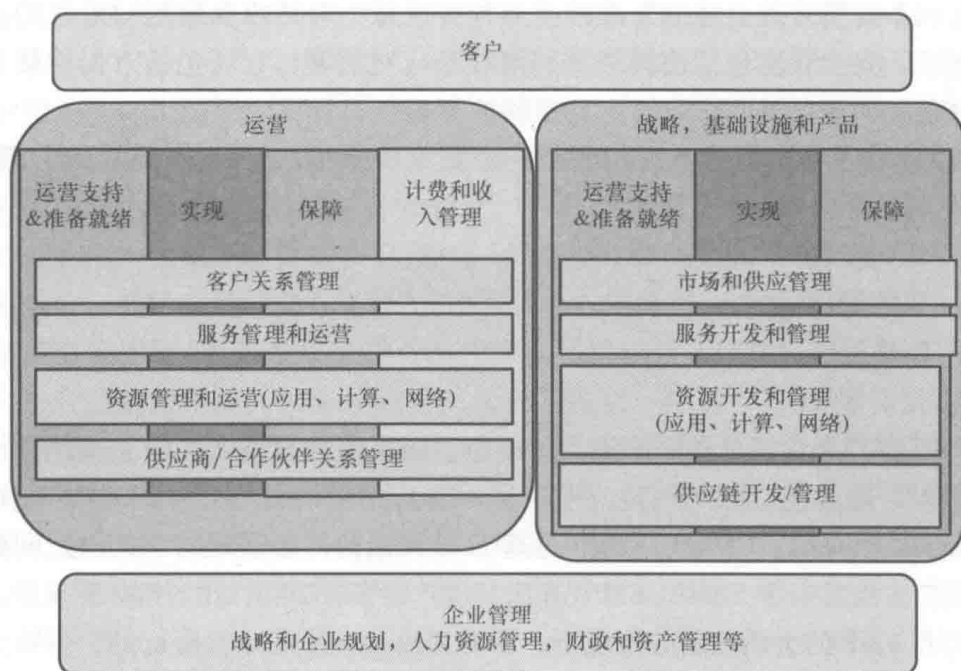 客户
运营
运营支持
&准备就绪
实现
保障
计费和收
入管理
客户关系管理
服务管理和运营
资源管理和运营(应用、计算、网络)
供应商/合作伙伴关系管理
战略，基础设施和产品
运营支持
&准备就绪
实现
保障
市场和供应管理
服务开发和管理
资源开发和管理
(应用、计算、网络)
供应链开发/管理
企业管理
战略和企业规划，人力资源管理，财政和资产管理等